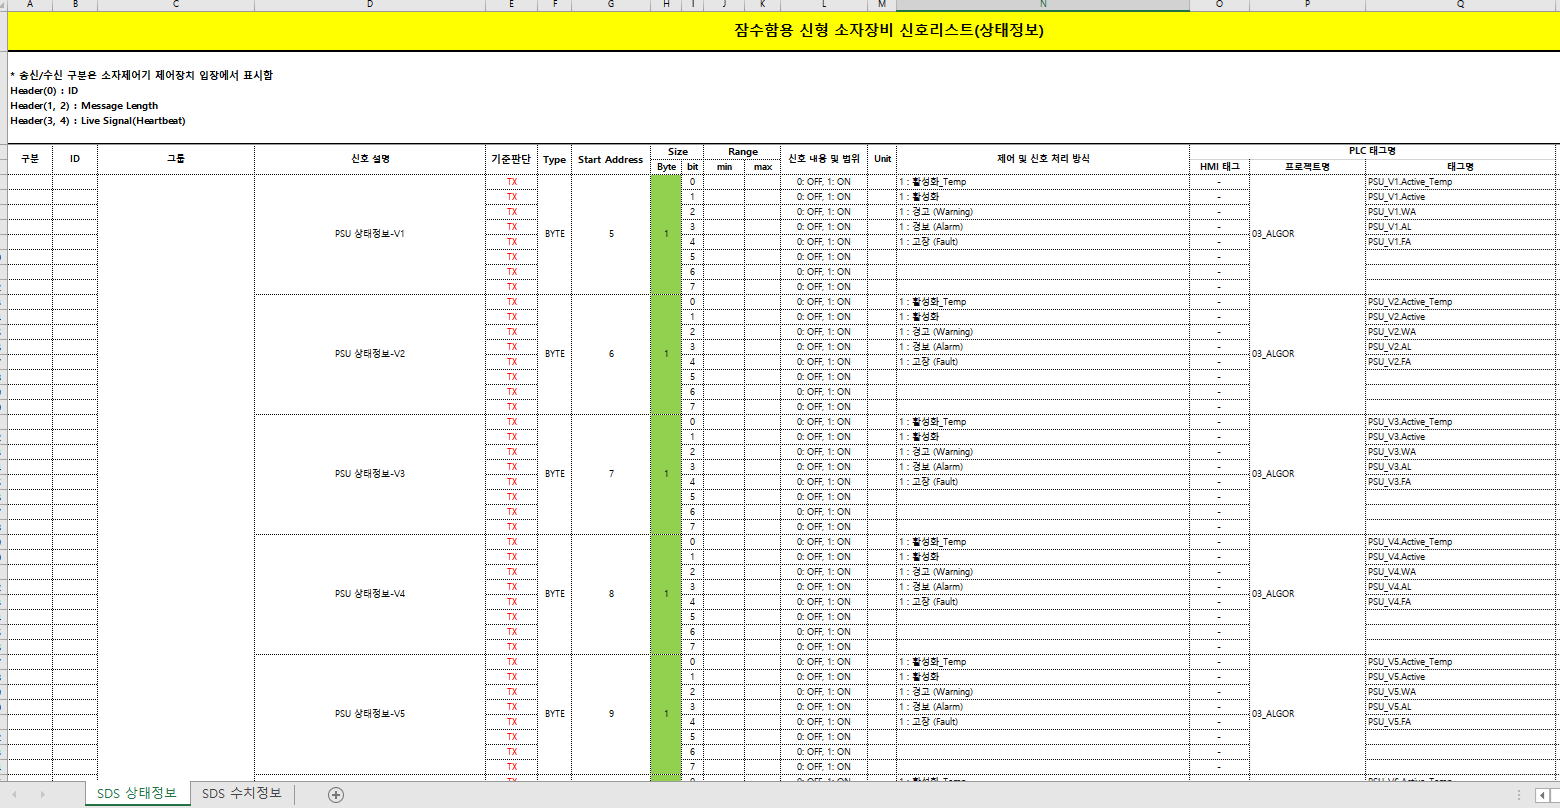 A B C D E F G H I J K L M N O P Q
잠수함용 신형 소자장비 신호리스트(상태정보)
* 송신/수신 구분은 소자제어기 제어장치 입장에서 표시함
Header(0) : ID
Header(1, 2) : Message Length
Header(3, 4) : Live Signal(Heartbeat)
구분 ID 그룹 신호 설명 기준판단 Type Start Address Size Range 신호 내용 및 범위 Unit 제어 및 신호 처리 방식 PLC 태그명
Byte bit min max HMI 태그 프로젝트명 태그명
TX 0 0: OFF, 1: ON 1 : 활성화_Temp - PSU_V1.Active_Temp
TX 1 0: OFF, 1: ON 1 : 활성화 - PSU_V1.Active
TX 2 0: OFF, 1: ON 1 : 경고 (Warning) - PSU_V1.WA
TX 3 0: OFF, 1: ON 1 : 경보 (Alarm) - PSU_V1.AL
PSU 상태정보-V1 BYTE 5 1 03_ALGOR
TX 4 0: OFF, 1: ON 1 : 고장 (Fault) - PSU_V1.FA
TX 5 0: OFF, 1: ON -
TX 6 0: OFF, 1: ON -
TX 7 0: OFF, 1: ON -
TX 0 0: OFF, 1: ON 1 : 활성화_Temp - PSU_V2.Active_Temp
TX 1 0: OFF, 1: ON 1 : 활성화 - PSU_V2.Active
TX 2 0: OFF, 1: ON 1 : 경고 (Warning) - PSU_V2.WA
TX 3 0: OFF, 1: ON 1 : 경보 (Alarm) - PSU_V2.AL
PSU 상태정보-V2 BYTE 6 1 03_ALGOR
TX 4 0: OFF, 1: ON 1 : 고장 (Fault) - PSU_V2.FA
TX 5 0: OFF, 1: ON -
TX 6 0: OFF, 1: ON -
TX 7 0: OFF, 1: ON -
TX 0 0: OFF, 1: ON 1 : 활성화_Temp - PSU_V3.Active_Temp
TX 1 0: OFF, 1: ON 1 : 활성화 - PSU_V3.Active
TX 2 0: OFF, 1: ON 1 : 경고 (Warning) - PSU_V3.WA
TX 3 0: OFF, 1: ON 1 : 경보 (Alarm) - PSU_V3.AL
PSU 상태정보-V3 BYTE 7 1 03_ALGOR
TX 4 0: OFF, 1: ON 1 : 고장 (Fault) - PSU_V3.FA
TX 5 0: OFF, 1: ON -
TX 6 0: OFF, 1: ON -
TX 7 0: OFF, 1: ON -
TX 0 0: OFF, 1: ON 1 : 활성화_Temp - PSU_V4.Active_Temp
TX 1 0: OFF, 1: ON 1 : 활성화 - PSU_V4.Active
TX 2 0: OFF, 1: ON 1 : 경고 (Warning) - PSU_V4.WA
TX 3 0: OFF, 1: ON 1 : 경보 (Alarm) - PSU_V4.AL
PSU 상태정보-V4 BYTE 8 1 03_ALGOR
TX 4 0: OFF, 1: ON 1 : 고장 (Fault) - PSU_V4.FA
TX 5 0: OFF, 1: ON -
TX 6 0: OFF, 1: ON -
TX 7 0: OFF, 1: ON -
TX 0 0: OFF, 1: ON 1 : 활성화_Temp - PSU_V5.Active_Temp
TX 1 0: OFF, 1: ON 1 : 활성화 - PSU_V5.Active
TX 2 0: OFF, 1: ON 1 : 경고 (Warning) - PSU_V5.WA
TX 3 0: OFF, 1: ON 1 : 경보 (Alarm) - PSU_V5.AL
PSU 상태정보-V5 BYTE 9 1 03_ALGOR
TX 4 0: OFF, 1: ON 1 : 고장 (Fault) - PSU_V5.FA
TX 5 0: OFF, 1: ON -
TX 6 0: OFF, 1: ON -
TX 7 0: OFF, 1: ON -
SDS 상태정보 SDS 수치정보